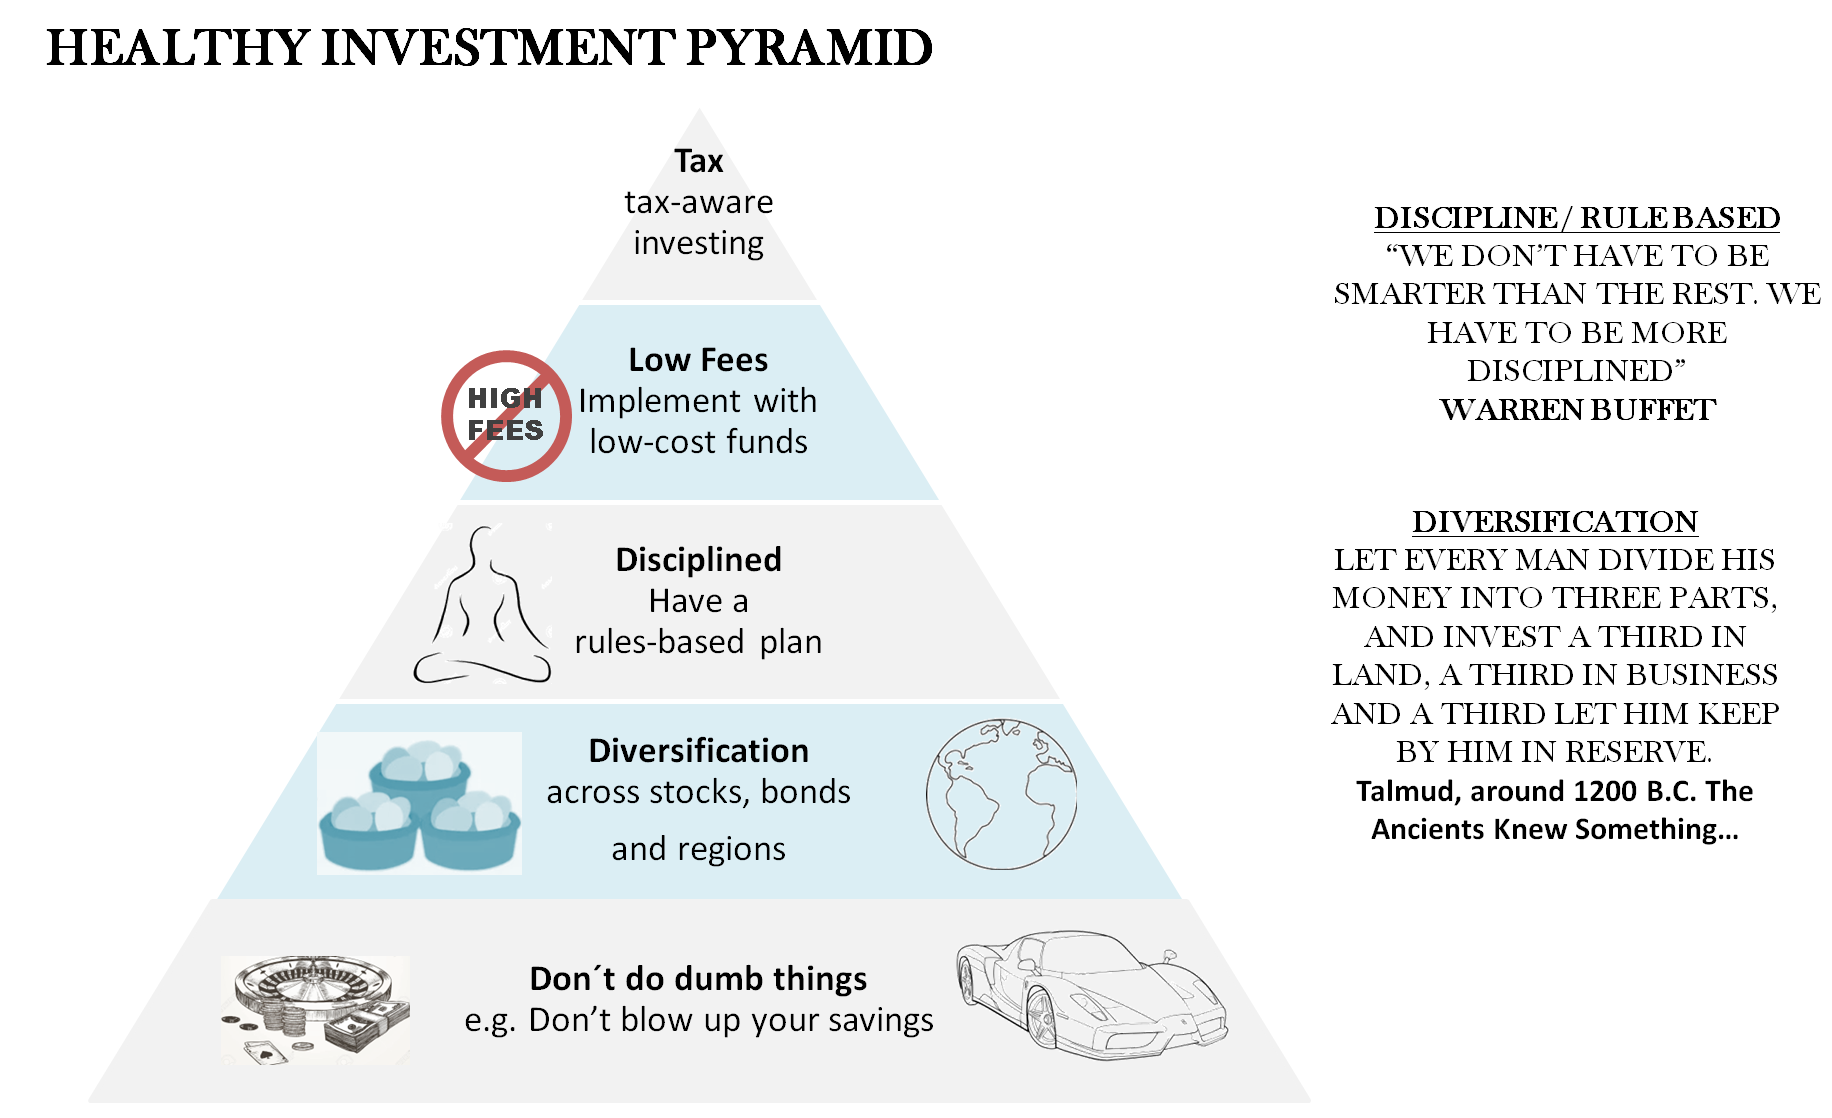 HEALTHY INVESTMENT PYRAMID
Tax
tax-aware
investing
HIGH
FEES
Low Fees
Implement with
low-cost funds
Disciplined
Have a
rules-based plan
Diversification
across stocks, bonds
and regions
Don´t do dumb things
e.g. Don’t blow up your savings
DISCIPLINE / RULE BASED
“WE DON’T HAVE TO BE
SMARTER THAN THE REST. WE
HAVE TO BE MORE
DISCIPLINED”
WARREN BUFFET
DIVERSIFICATION
LET EVERY MAN DIVIDE HIS
MONEY INTO THREE PARTS,
AND INVEST A THIRD IN
LAND, A THIRD IN BUSINESS
AND A THIRD LET HIM KEEP
BY HIM IN RESERVE.
Talmud, around 1200 B.C. The
Ancients Knew Something...